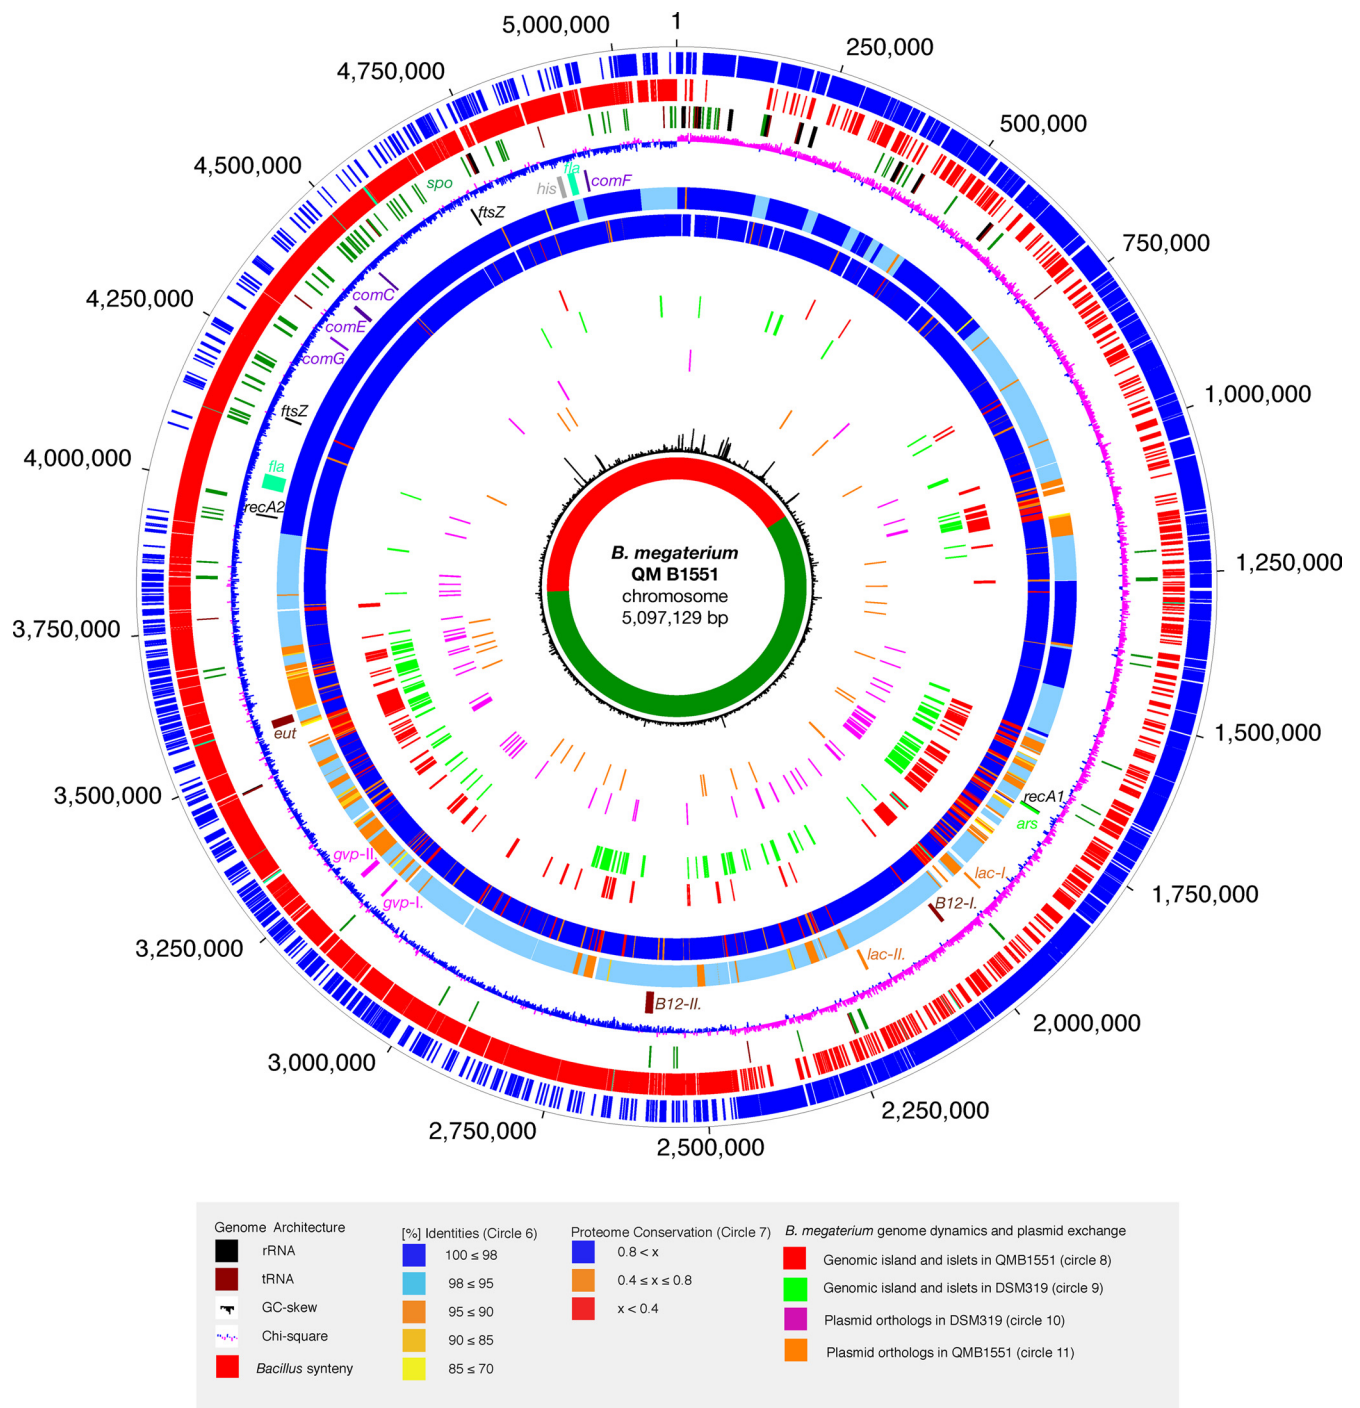 1
250,000
500,000
750,000
1,000,000
1,250,000
1,500,000
1,750,000
2,000,000
2,250,000
2,500,000
2,750,000
3,000,000
3,250,000
3,500,000
3,750,000
4,000,000
4,250,000
4,500,000
4,750,000
5,000,000
spo
ftsZ
his
fla
comF
comC
comE
comG
ftsZ
fla
recA2
eut
gvp-II.
gvp-I.
B12-II.
lac-II.
B12-I.
lac-I.
ars
recA1
B. megaterium
QM B1551
chromosome
5,097,129 bp
Genome Architecture
rRNA
tRNA
GC-skew
Chi-square
Bacillus synteny
[%] Identities (Circle 6)
100 ≤ 98
98 ≤ 95
95 ≤ 90
90 ≤ 85
85 ≤ 70
Proteome Conservation (Circle 7)
0.8 < x
0.4 ≤ x ≤ 0.8
x < 0.4
B. megaterium genome dynamics and plasmid exchange
Genomic island and islets in QMB1551 (circle 8)
Genomic island and islets in DSM319 (circle 9)
Plasmid orthologs in DSM319 (circle 10)
Plasmid orthologs in QMB1551 (circle 11)